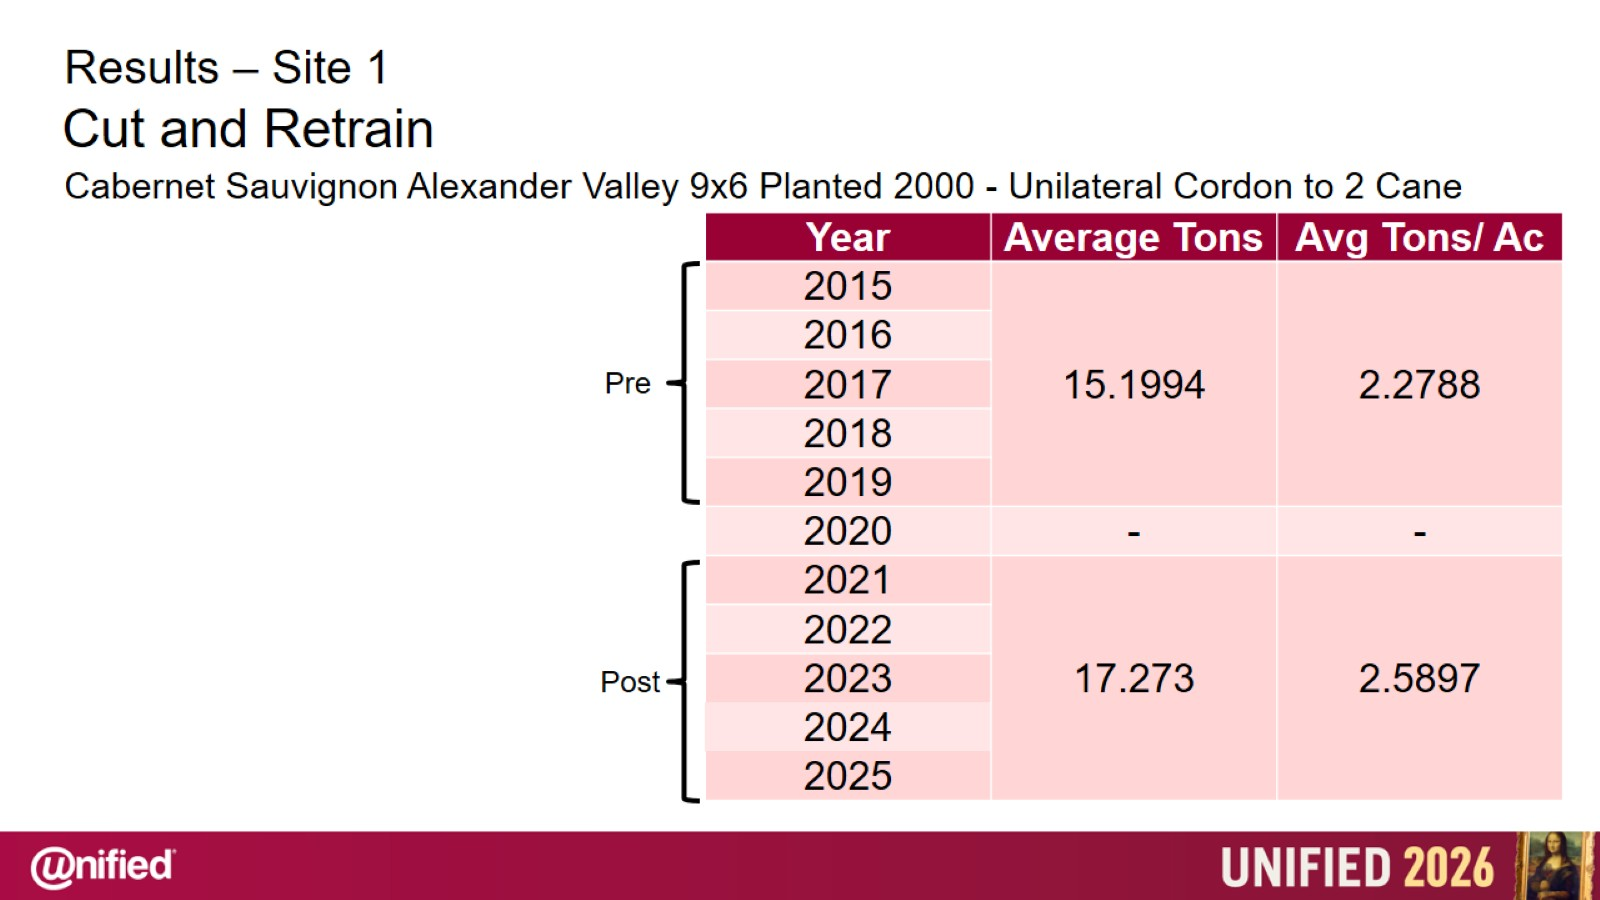 Results – Site 1
Cut and Retrain
Cabernet Sauvignon Alexander Valley 9x6 Planted 2000 - Unilateral Cordon to 2 Cane
Year Average Tons Avg Tons/ Ac
2015
2016
Pre 2017 15.1994 2.2788
2018
2019
2020 - -
2021
2022
Post 2023 17.273 2.5897
2024
2025
unified
UNIFIED 2026